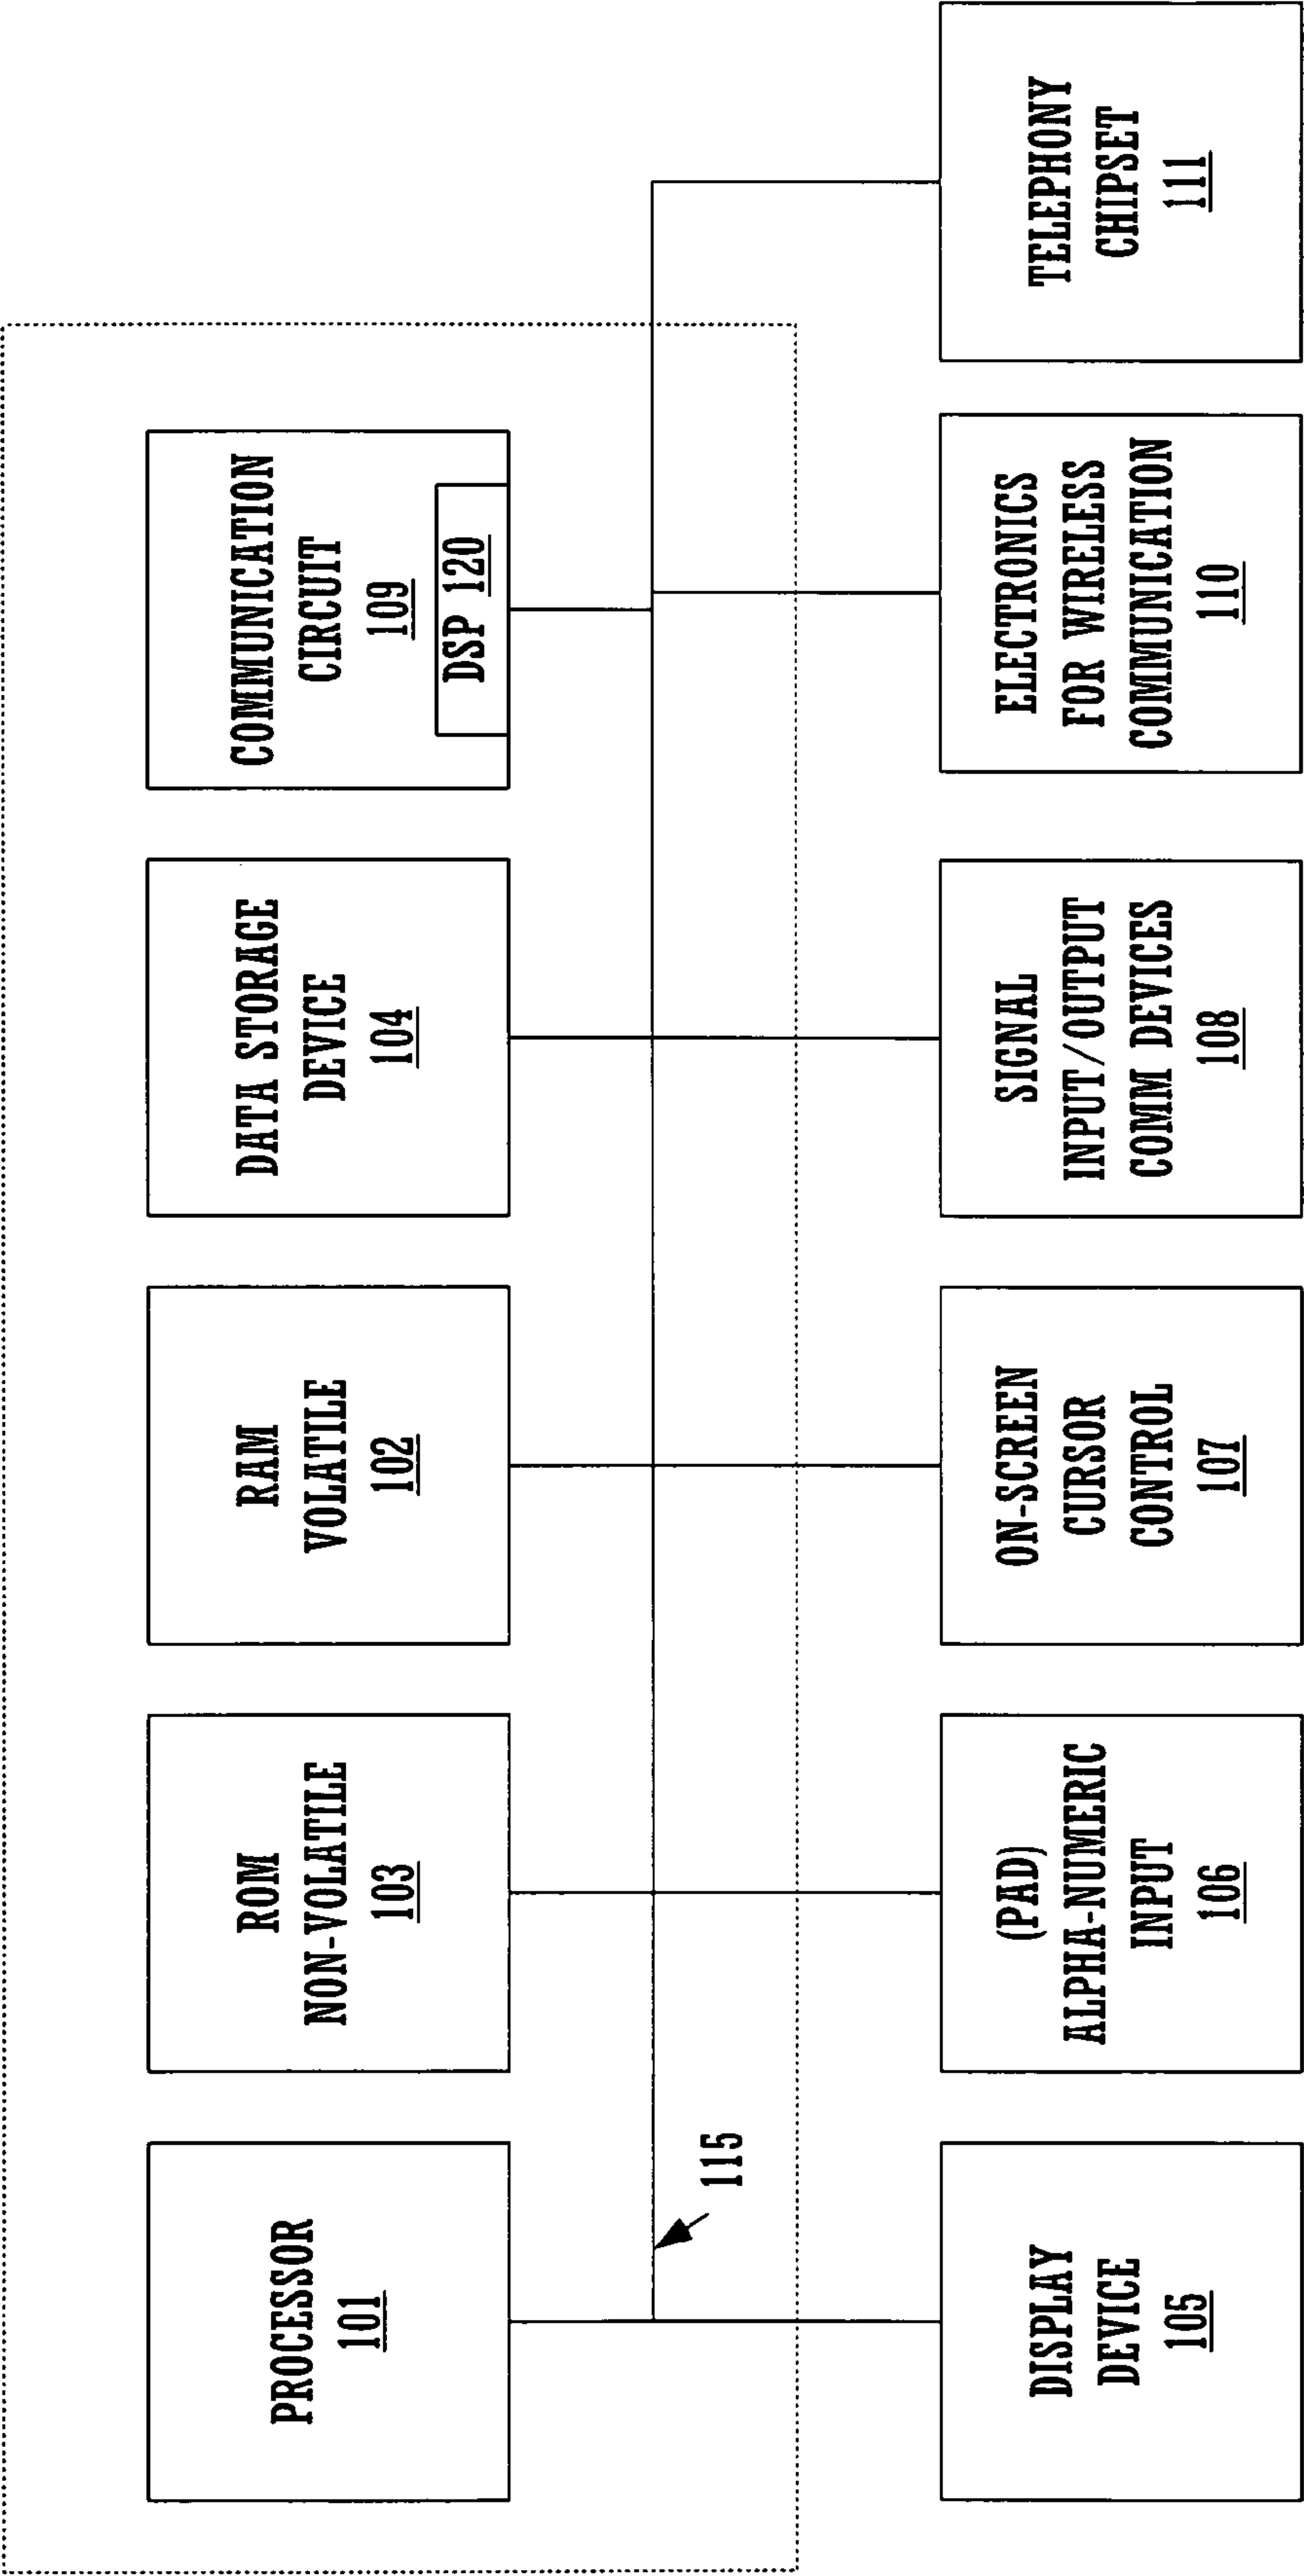 PROCESSOR
101
ROM
NON-VOLATILE
103
RAM
VOLATILE
102
DATA STORAGE
DEVICE
104
COMMUNICATION
CIRCUIT
109
DSP 120
115
DISPLAY
DEVICE
105
(PAD)
ALPHA-NUMERIC
INPUT
106
ON-SCREEN
CURSOR
CONTROL
107
SIGNAL
INPUT/OUTPUT
COMM DEVICES
108
ELECTRONICS
FOR WIRELESS
COMMUNICATION
110
TELEPHONY
CHIPSET
111